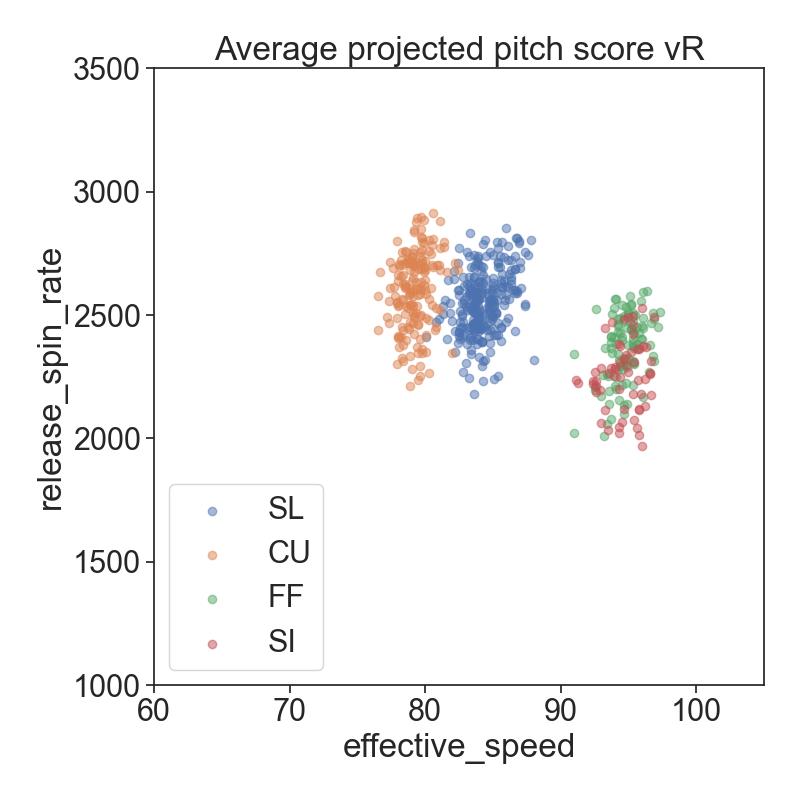 Average projected pitch score vR
3500
3000
2500
2000
1500
1000
release_spin_rate
SL
CU
FF
SI
60
70
80
90
100
effective_speed